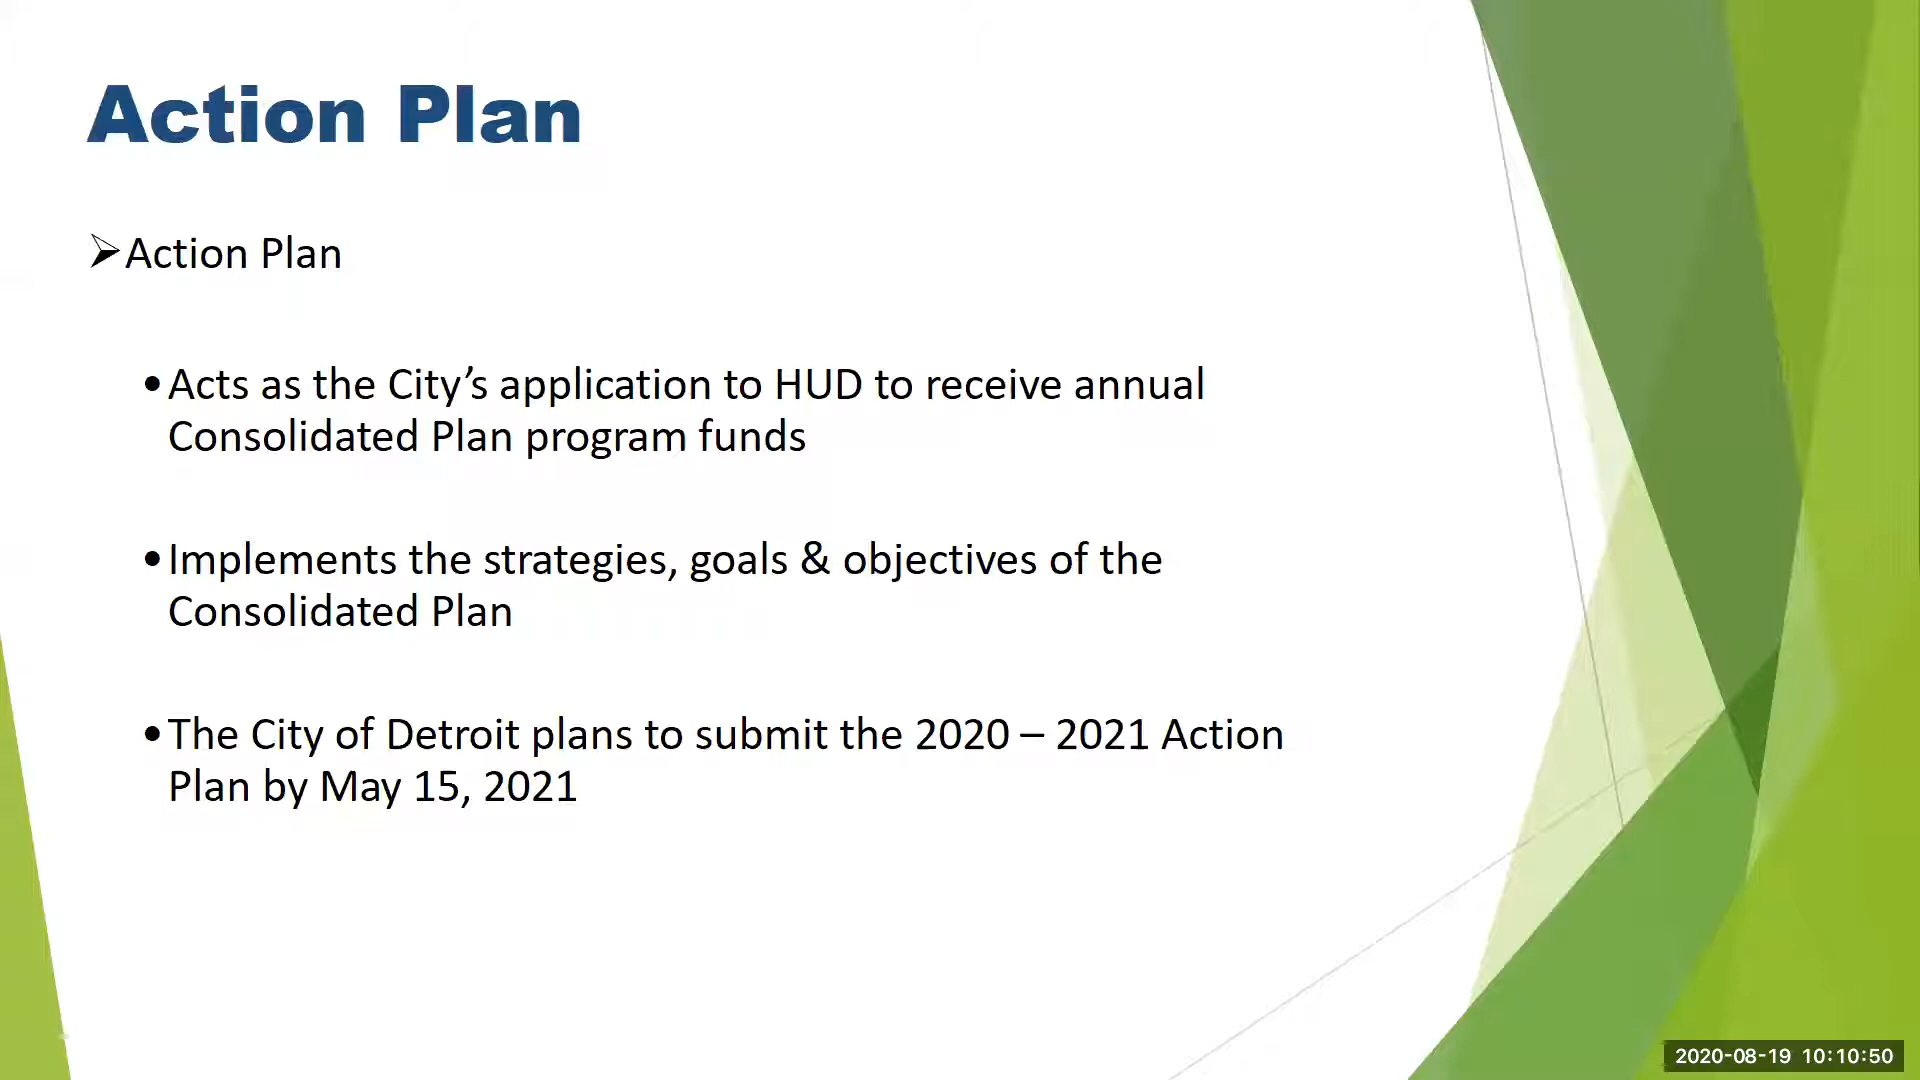 Action Plan
➢Action Plan
•Acts as the City’s application to HUD to receive annual
Consolidated Plan program funds
•Implements the strategies, goals & objectives of the
Consolidated Plan
•The City of Detroit plans to submit the 2020 – 2021 Action
Plan by May 15, 2021
2020-08-19 10:10:50